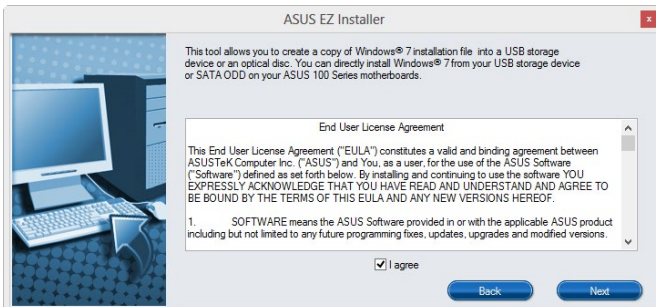 ASUS EZ Installer
x
This tool allows you to create a copy of Windows® 7 installation file into a USB storage
device or an optical disc. You can directly install Windows® 7 from your USB storage device
or SATA ODD on your ASUS 100 Series motherboards.
End User License Agreement
This End User License Agreement ("EULA") constitutes a valid and binding agreement between
ASUSTeK Computer Inc. ("ASUS") and You, as a user, for the use of the ASUS Software
("Software") defined as set forth below. By installing and continuing to use the software YOU
EXPRESSLY ACKNOWLEDGE THAT YOU HAVE READ AND UNDERSTAND AND AGREE TO
BE BOUND BY THE TERMS OF THIS EULA AND ANY NEW VERSIONS HEREOF.
1. SOFTWARE means the ASUS Software provided in or with the applicable ASUS product
including but not limited to any future programming fixes, updates, upgrades and modified versions.
I agree
Back Next